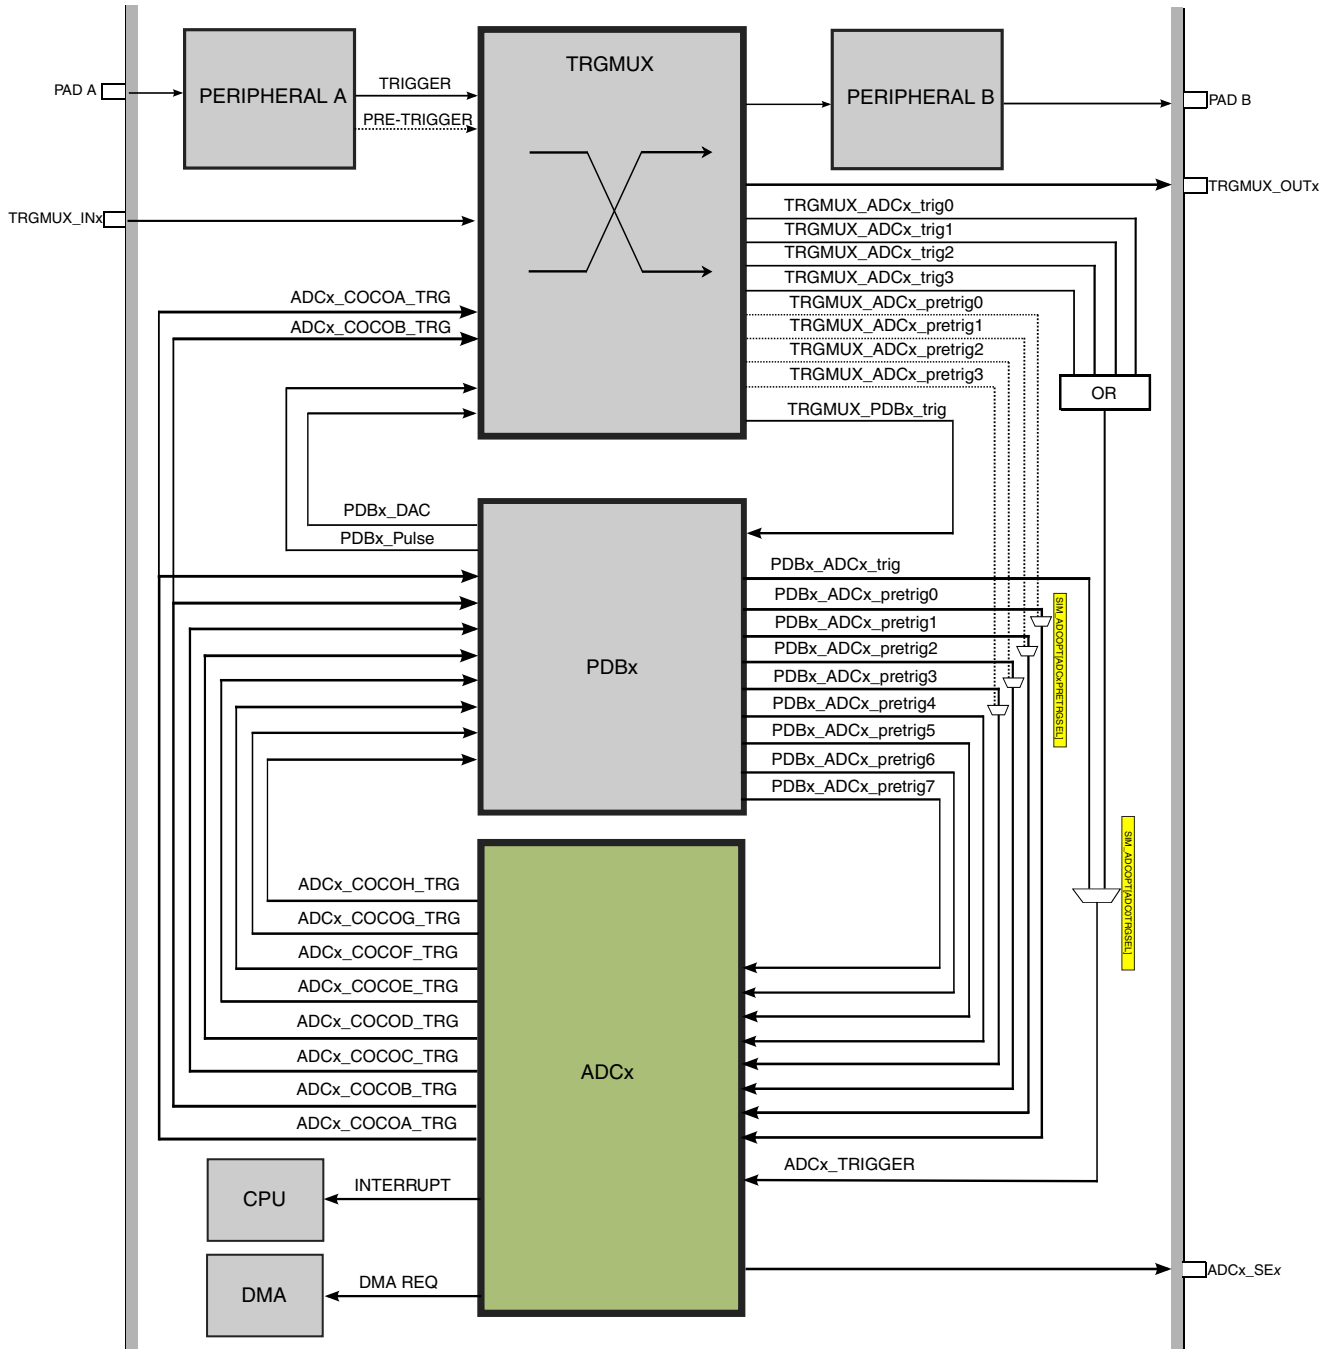 TRGMUX
PAD A
PERIPHERAL A
TRIGGER
PRE-TRIGGER
PERIPHERAL B
PAD B
TRGMUX_INx
TRGMUX_OUTx
TRGMUX_ADCx_trig0
TRGMUX_ADCx_trig1
TRGMUX_ADCx_trig2
TRGMUX_ADCx_trig3
TRGMUX_ADCx_pretrig0
TRGMUX_ADCx_pretrig1
TRGMUX_ADCx_pretrig2
TRGMUX_ADCx_pretrig3
TRGMUX_PDBx_trig
ADCx_COCOA_TRG
ADCx_COCOB_TRG
OR
PDBx_DAC
PDBx_Pulse
PDBx
PDBx_ADCx_trig
PDBx_ADCx_pretrig0
PDBx_ADCx_pretrig1
PDBx_ADCx_pretrig2
PDBx_ADCx_pretrig3
PDBx_ADCx_pretrig4
PDBx_ADCx_pretrig5
PDBx_ADCx_pretrig6
PDBx_ADCx_pretrig7
SIM_ADCOPT[ADCxPRETRGSEL]
SIM_ADCOPT[ADC0TRGSEL]
ADCx_COCOH_TRG
ADCx_COCOG_TRG
ADCx_COCOF_TRG
ADCx_COCOE_TRG
ADCx_COCOD_TRG
ADCx_COCOC_TRG
ADCx_COCOB_TRG
ADCx_COCOA_TRG
ADCx
ADCx_TRIGGER
CPU
INTERRUPT
DMA
DMA REQ
ADCx_SEx